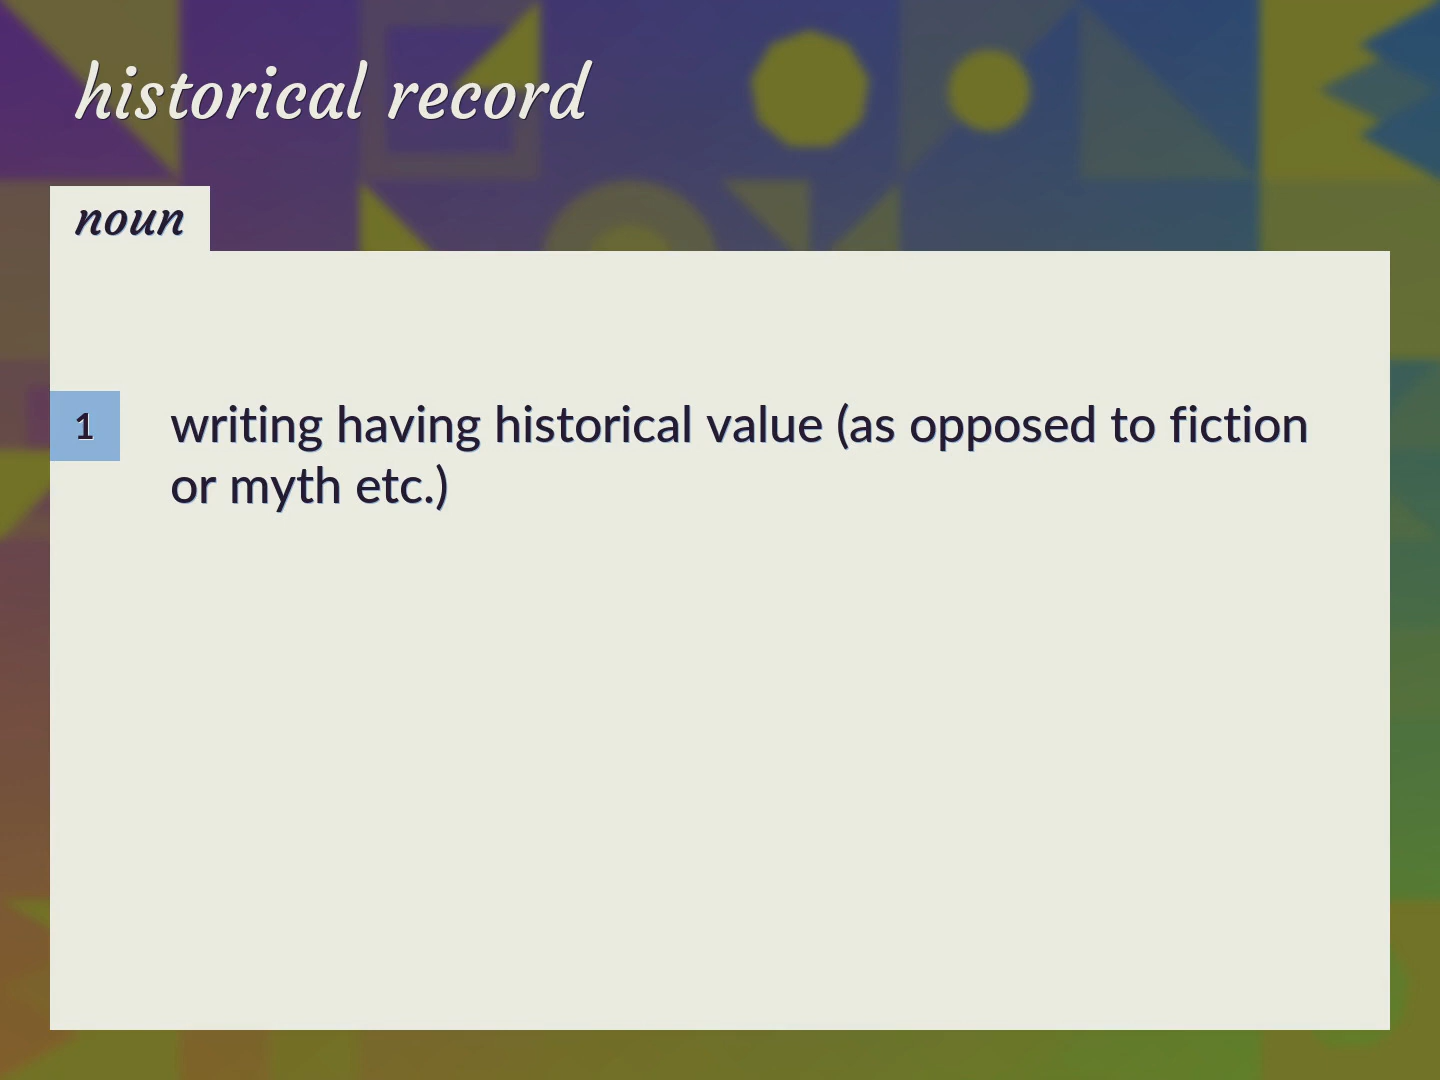 historical record
noun
1
writing having historical value (as opposed to fiction
or myth etc.)